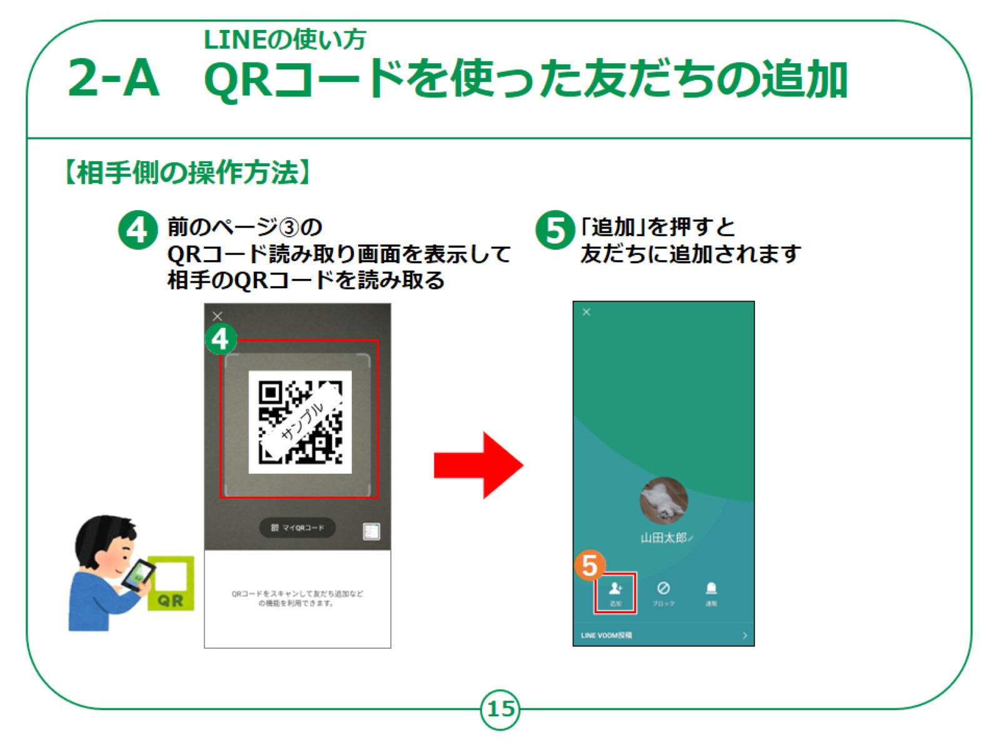 LINEの使い方
2-A QRコードを使った友だちの追加
【相手側の操作方法】
4 前のページ③の
QRコード読み取り画面を表示して
相手のQRコードを読み取る
5 「追加」を押すと
友だちに追加されます
4
サンプル
マイQRコード
QRコードをスキャンして友だち追加など
の機能を利用できます。
QR
山田太郎
5
追加 ブロック 通報
LINE VOOM投稿
15